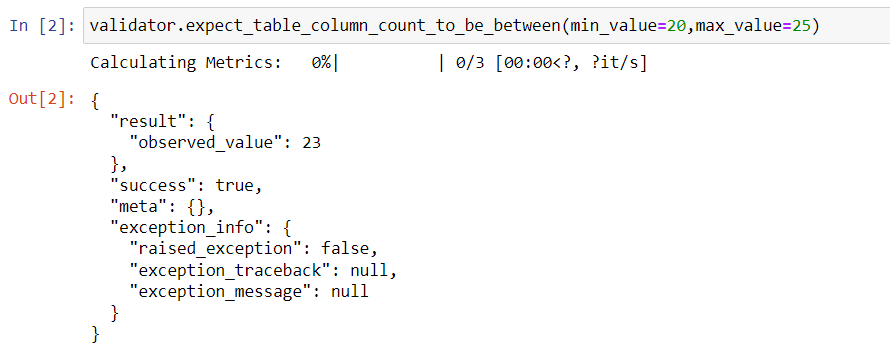 In [2]: validator.expect_table_column_count_to_be_between(min_value=20,max_value=25)
Calculating Metrics:   0%|          | 0/3 [00:00<?, ?it/s]
Out[2]: {
  "result": {
    "observed_value": 23
  },
  "success": true,
  "meta": {},
  "exception_info": {
    "raised_exception": false,
    "exception_traceback": null,
    "exception_message": null
  }
}